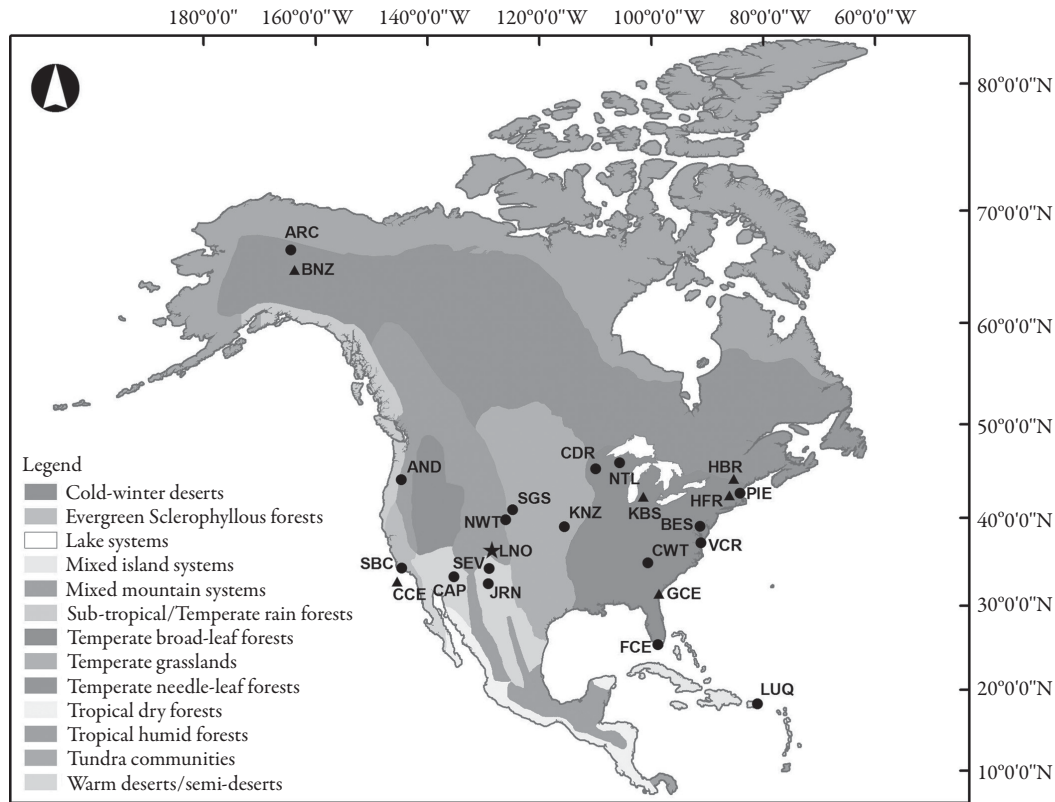 180°0'0"W 160°0'0"W 140°0'0"W 120°0'0"W 100°0'0"W 80°0'0"W 60°0'0"W
80°0'0"N
70°0'0"N
ARC
BNZ
60°0'0"N
50°0'0"N
CDR
NTL
HBR
AND
HFR PIE
KBS
SGS
NWT
KNZ
BES
40°0'0"N
VCR
LNO
CWT
SBC
SEV
CCE
CAP
JRN
GCE
30°0'0"N
FCE
LUQ
20°0'0"N
10°0'0"N
Legend
Cold-winter deserts
Evergreen Sclerophyllous forests
Lake systems
Mixed island systems
Mixed mountain systems
Sub-tropical/Temperate rain forests
Temperate broad-leaf forests
Temperate grasslands
Temperate needle-leaf forests
Tropical dry forests
Tropical humid forests
Tundra communities
Warm deserts/semi-deserts